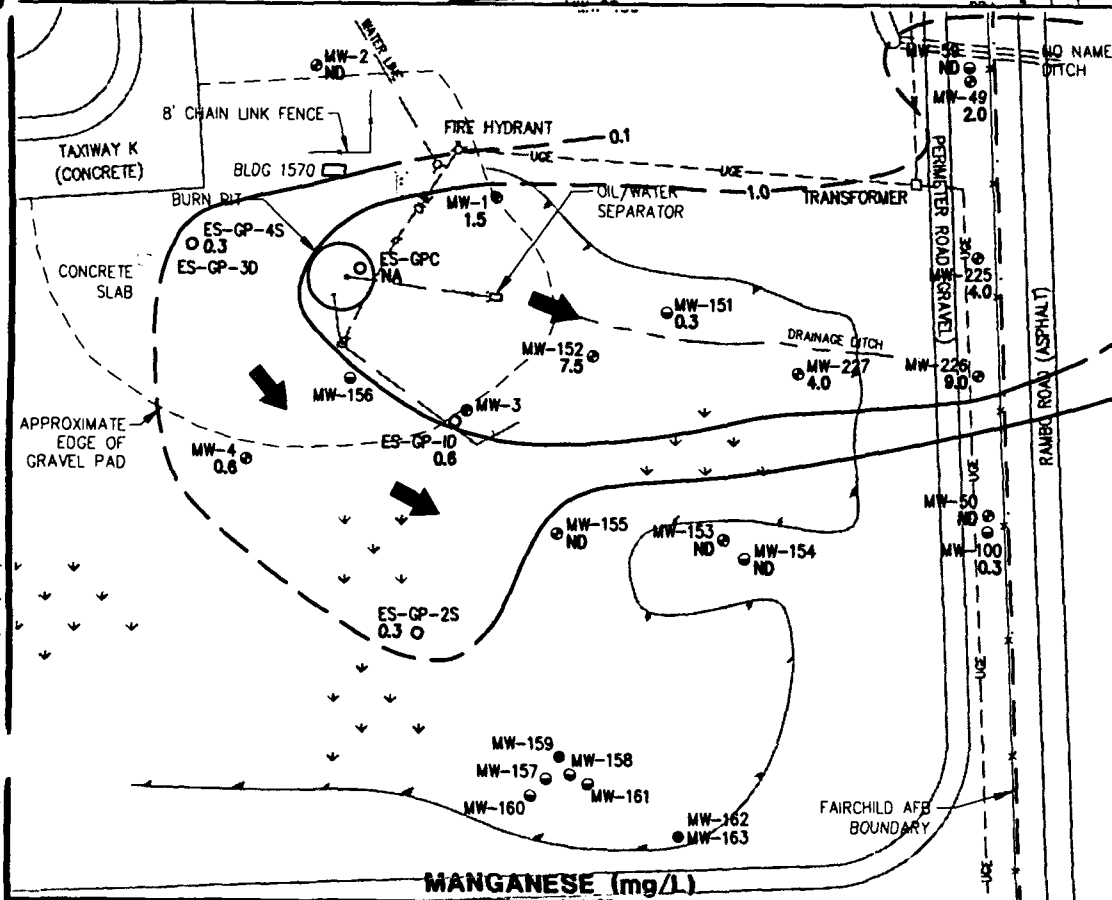 WATER LINE
MW-2
ND
8' CHAIN LINK FENCE
TAXIWAY K
(CONCRETE)
BLDG 1570
FIRE HYDRANT
0.1
UGE
UGE
NO NAME
DITCH
ND
MW-49
2.0
BURN PIT
MW-1
1.5
OIL/WATER
SEPARATOR
1.0
TRANSFORMER
PERIMETER ROAD (GRAVEL)
ES-GP-4S
0.3
ES-GP-3D
CONCRETE
SLAB
ES-GPC
NA
UGE
MW-225
4.0
MW-151
0.3
RAMBO ROAD (ASPHALT)
DRAINAGE DITCH
MW-152
7.5
MW-227
4.0
MW-226
9.0
MW-156
MW-3
APPROXIMATE
EDGE OF
GRAVEL PAD
ES-GP-1D
0.6
MW-4
0.6
UGE
MW-50
ND
MW-155
ND
MW-153
ND
MW-154
ND
MW-100
0.3
ES-GP-2S
0.3
UGE
MW-159
MW-158
MW-157
MW-161
MW-160
MW-162
MW-163
FAIRCHILD AFB
BOUNDARY
UGE
MANGANESE (mg/L)